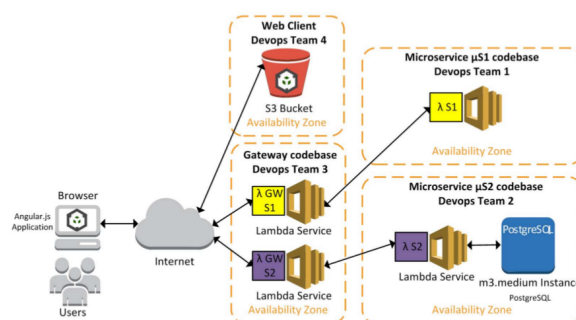 Web Client
Devops Team 4
S3 Bucket
Availability Zone
Microservice µS1 codebase
Devops Team 1
λ S1
Availability Zone
Gateway codebase
Devops Team 3
λ GW
S1
Lambda Service
λ GW
S2
Lambda Service
Availability Zone
Microservice µS2 codebase
Devops Team 2
λ S2
Lambda Service
PostgreSQL
m3.medium Instance
PostgreSQL
Availability Zone
Browser
Angular.js
Application
Internet
Users